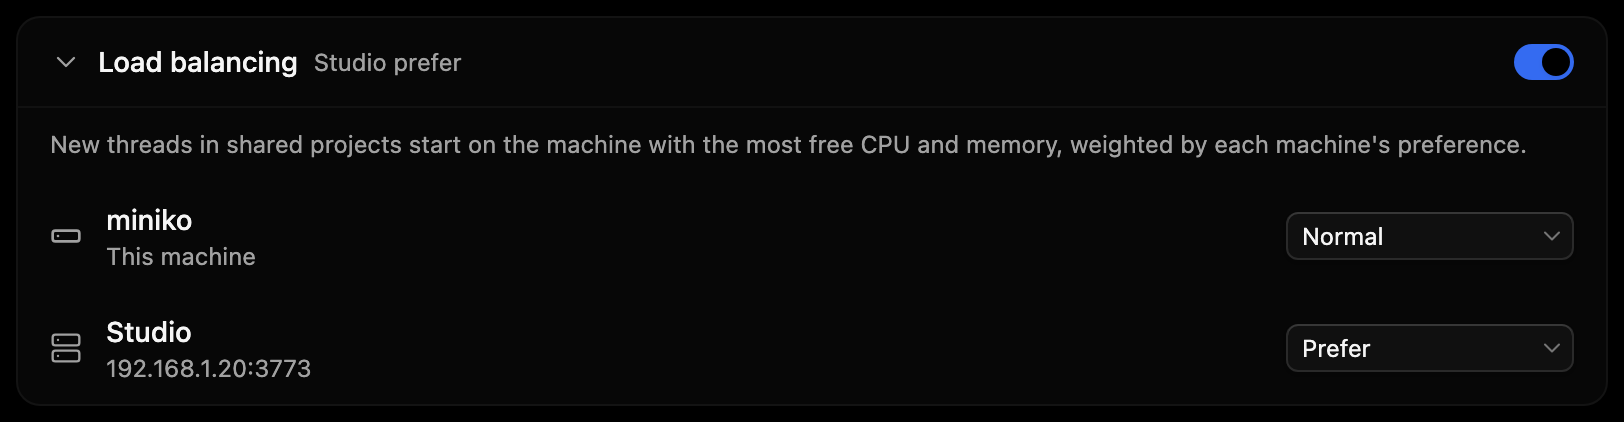 Load balancing Studio prefer
New threads in shared projects start on the machine with the most free CPU and memory, weighted by each machine's preference.
miniko
This machine
Normal
Studio
192.168.1.20:3773
Prefer